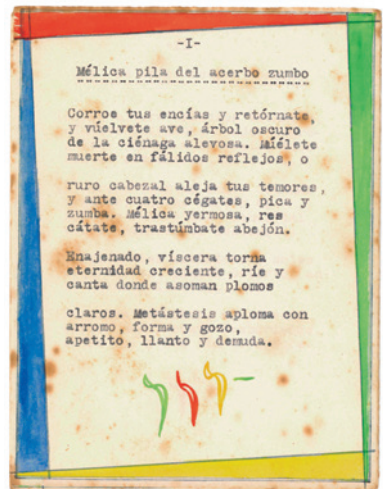 -I-
Mélica pila del acerbo zumbo
Corroe tus encías y retórnate,
y vuélvete ave, árbol oscuro
de la ciénaga alevosa. Miélete
muerte en fálidos reflejos, o
ruro cabezal aleja tus temores,
y ante cuatro cégates, pica y
zumba. Mélica yermosa, res
cátate, trastúmbate abejón.
Enajenado, víscera torna
eternidad creciente, ríe y
canta donde asoman plomos
claros. Metástesis aploma con
arromo, forma y gozo,
apetito, llanto y demuda.